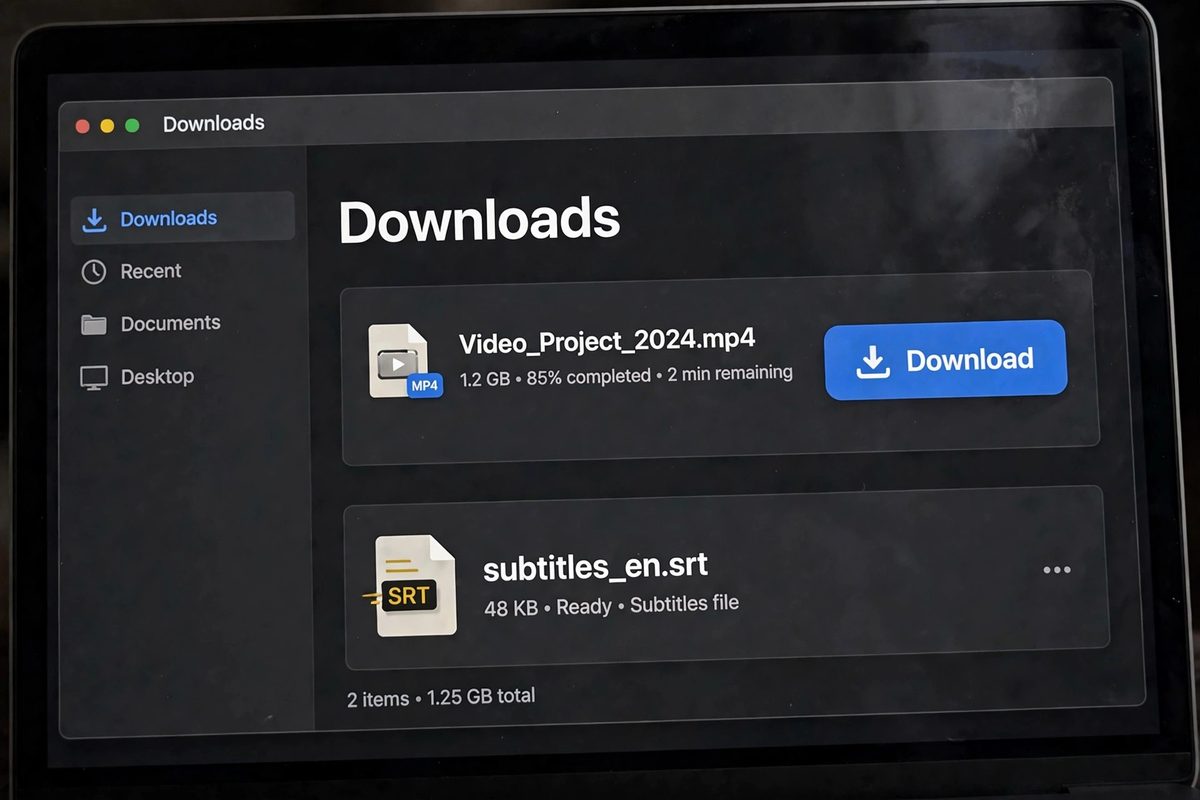 Downloads
Downloads
Recent
Documents
Desktop
Downloads
Video_Project_2024.mp4
1.2 GB • 85% completed • 2 min remaining
MP4
Download
subtitles_en.srt
SRT
48 KB • Ready • Subtitles file
2 items • 1.25 GB total